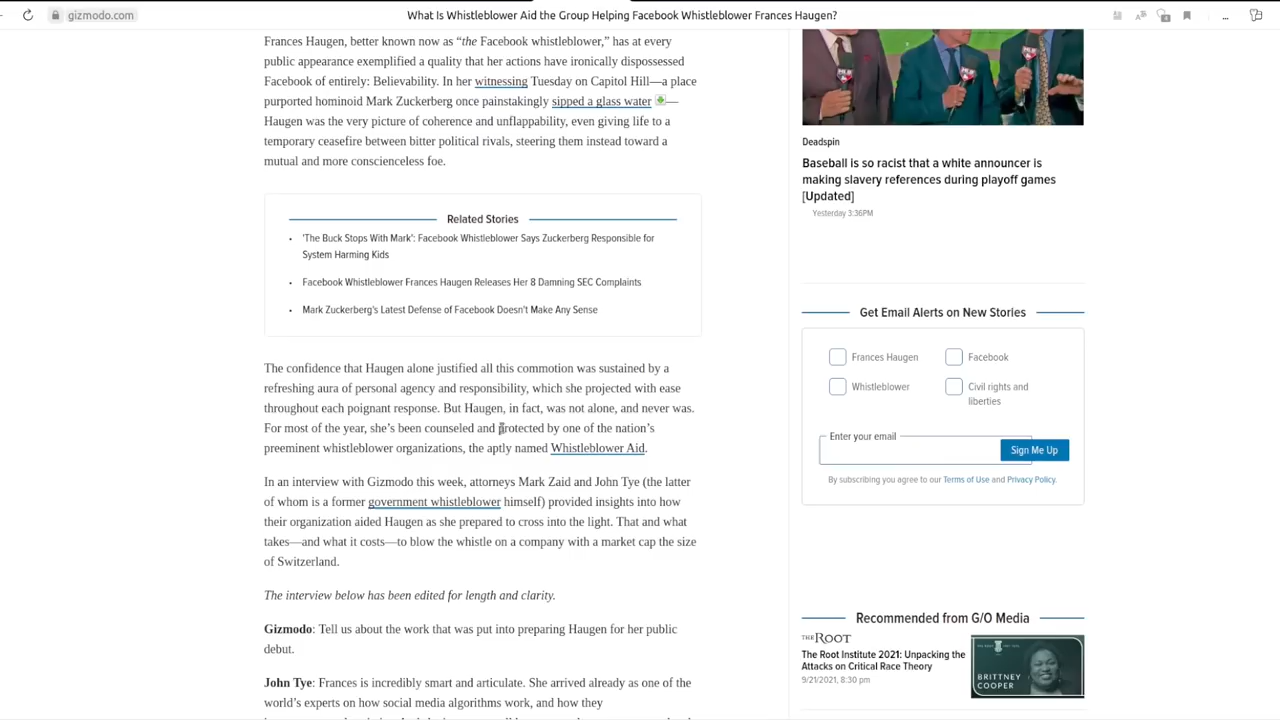 gizmodo.com
What Is Whistleblower Aid the Group Helping Facebook Whistleblower Frances Haugen?
Frances Haugen, better known now as “the Facebook whistleblower,” has at every
public appearance exemplified a quality that her actions have ironically dispossessed
Facebook of entirely: Believability. In her witnessing Tuesday on Capitol Hill—a place
purported hominoid Mark Zuckerberg once painstakingly sipped a glass water —
Haugen was the very picture of coherence and unflappability, even giving life to a
temporary ceasefire between bitter political rivals, steering them instead toward a
mutual and more conscienceless foe.
Related Stories
• 'The Buck Stops With Mark': Facebook Whistleblower Says Zuckerberg Responsible for
System Harming Kids
• Facebook Whistleblower Frances Haugen Releases Her 8 Damning SEC Complaints
• Mark Zuckerberg's Latest Defense of Facebook Doesn't Make Any Sense
The confidence that Haugen alone justified all this commotion was sustained by a
refreshing aura of personal agency and responsibility, which she projected with ease
throughout each poignant response. But Haugen, in fact, was not alone, and never was.
For most of the year, she’s been counseled and protected by one of the nation’s
preeminent whistleblower organizations, the aptly named Whistleblower Aid.
In an interview with Gizmodo this week, attorneys Mark Zaid and John Tye (the latter
of whom is a former government whistleblower himself) provided insights into how
their organization aided Haugen as she prepared to cross into the light. That and what
takes—and what it costs—to blow the whistle on a company with a market cap the size
of Switzerland.
The interview below has been edited for length and clarity.
Gizmodo: Tell us about the work that was put into preparing Haugen for her public
debut.
John Tye: Frances is incredibly smart and articulate. She arrived already as one of the
world’s experts on how social media algorithms work, and how they
Deadspin
Baseball is so racist that a white announcer is
making slavery references during playoff games
[Updated]
Yesterday 3:36PM
Get Email Alerts on New Stories
Frances Haugen
Facebook
Whistleblower
Civil rights and
liberties
Enter your email
Sign Me Up
By subscribing you agree to our Terms of Use and Privacy Policy.
Recommended from G/O Media
THE ROOT
The Root Institute 2021: Unpacking the
Attacks on Critical Race Theory
9/21/2021, 8:30 pm
BRITTNEY
COOPER